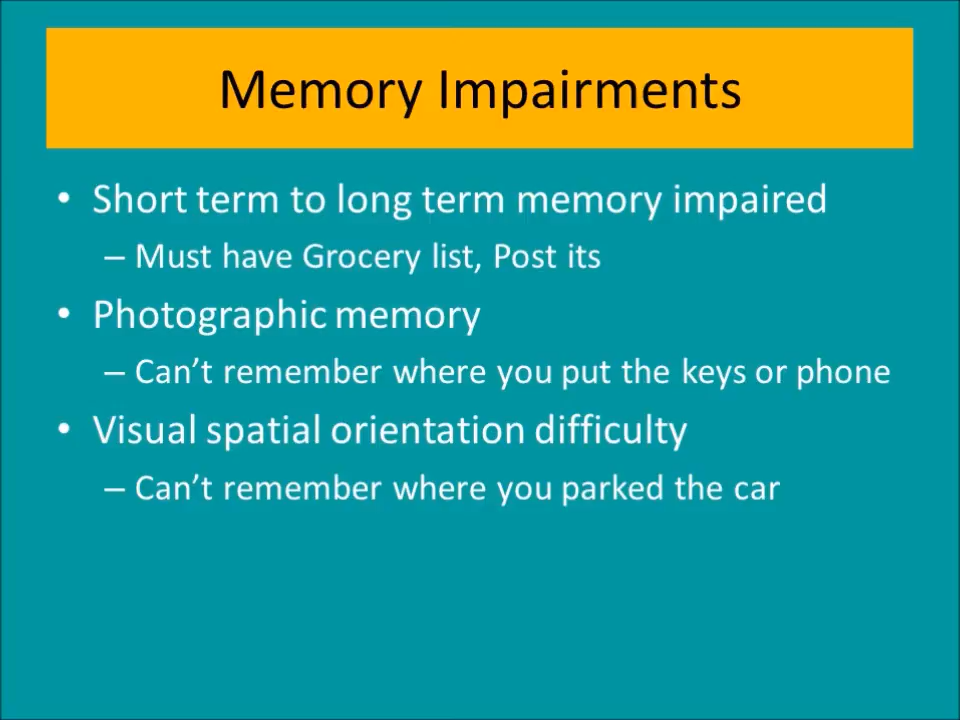 Memory Impairments
• Short term to long term memory impaired
– Must have Grocery list, Post its
• Photographic memory
– Can’t remember where you put the keys or phone
• Visual spatial orientation difficulty
– Can’t remember where you parked the car